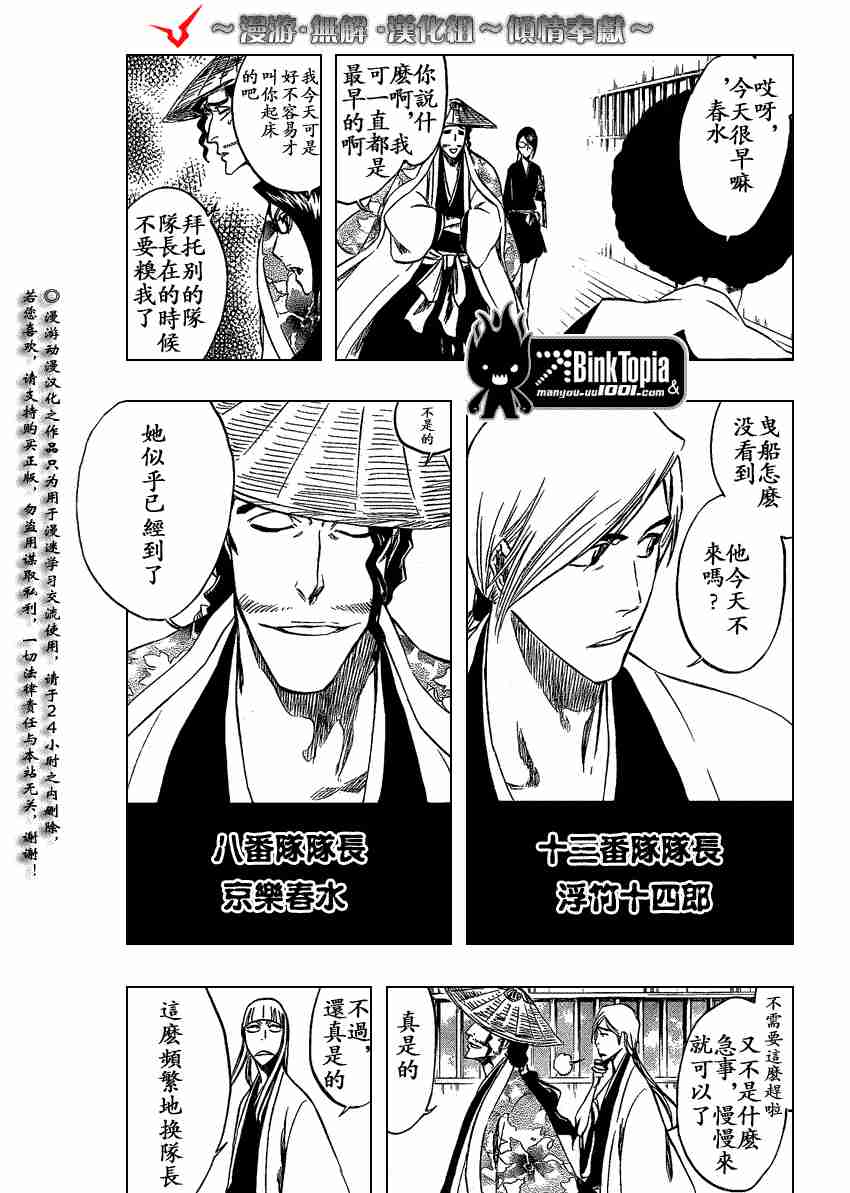 ～漫游·無解·漢化組～傾情奉獻～
哎呀，
今天很
早嘛，
春水
你說什
麼啊，我
可一直都是
最早的啊
我今天可是
好不容易才
叫你起床
的吧
拜托别的隊
隊長在的時候
不要糗我了
BinkTopia
manyou-uu1001.com &
曳船怎麽
没看到
他今天不
來嗎？
十三番隊隊長
浮竹十四郎
不是的
她似乎已經到了
八番隊隊長
京樂春水
不需要這麽趕啦
又不是什麽
急事，慢慢來
就可以了
真是的
不過，
還真是的
這麽頻繁地换隊長
◎漫游动漫汉化之作品只为用于漫迷学习交流使用，请于24小时之内删除，
若您喜欢，请支持购买正版，勿盗用谋取私利，一切法律责任与本站无关，谢谢！